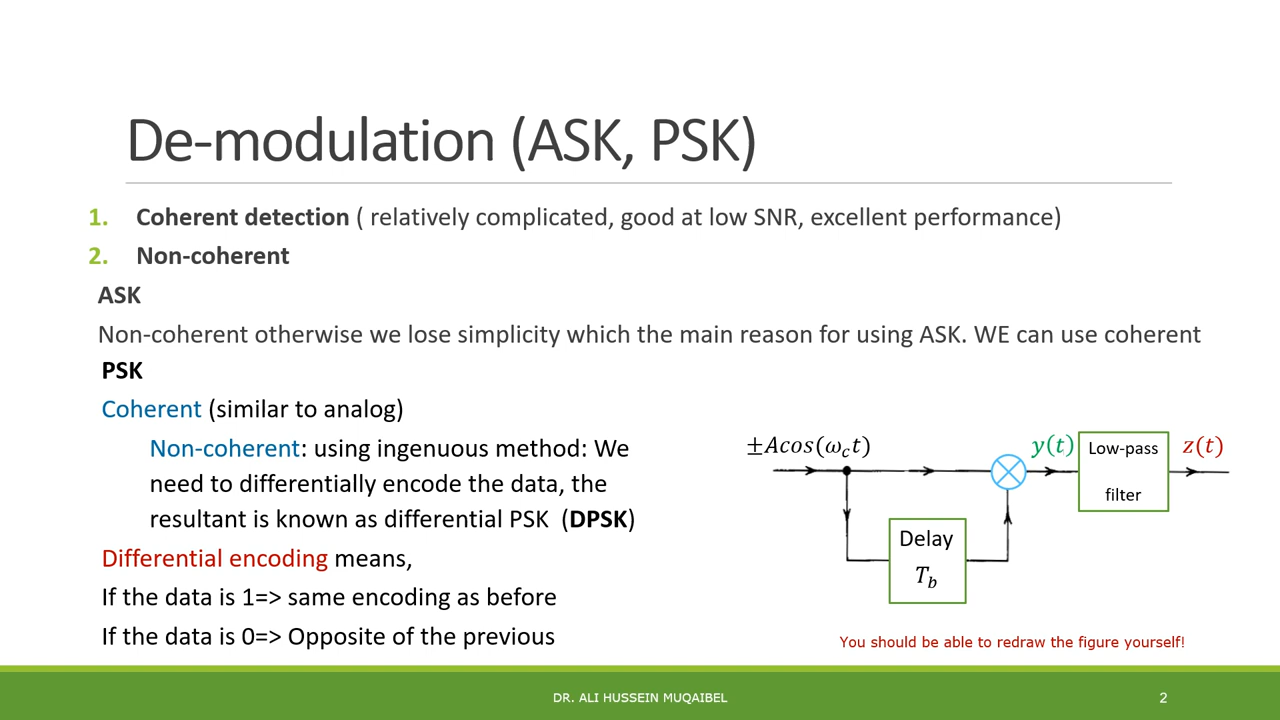 De-modulation (ASK, PSK)
1. Coherent detection ( relatively complicated, good at low SNR, excellent performance)
2. Non-coherent
ASK
Non-coherent otherwise we lose simplicity which the main reason for using ASK. WE can use coherent
PSK
Coherent (similar to analog)
Non-coherent: using ingenuous method: We
need to differentially encode the data, the
resultant is known as differential PSK (DPSK)
Differential encoding means,
If the data is 1=> same encoding as before
If the data is 0=> Opposite of the previous
±Acos(ω_c t)
y(t)
Low-pass
filter
z(t)
Delay
T_b
You should be able to redraw the figure yourself!
DR. ALI HUSSEIN MUQAIBEL
2